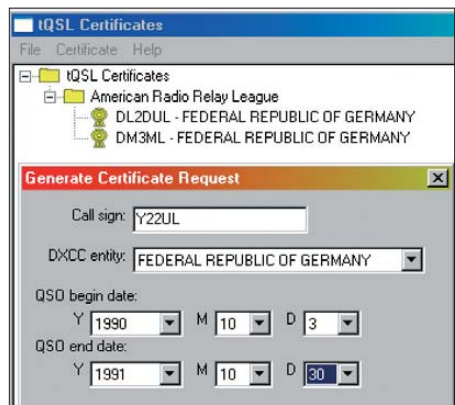 tQSL Certificates
File Certificate Help
tQSL Certificates
American Radio Relay League
DL2DUL - FEDERAL REPUBLIC OF GERMANY
DM3ML - FEDERAL REPUBLIC OF GERMANY
Generate Certificate Request
Call sign: Y22UL
DXCC entity: FEDERAL REPUBLIC OF GERMANY
QSO begin date:
Y 1990 M 10 D 3
QSO end date:
Y 1991 M 10 D 30